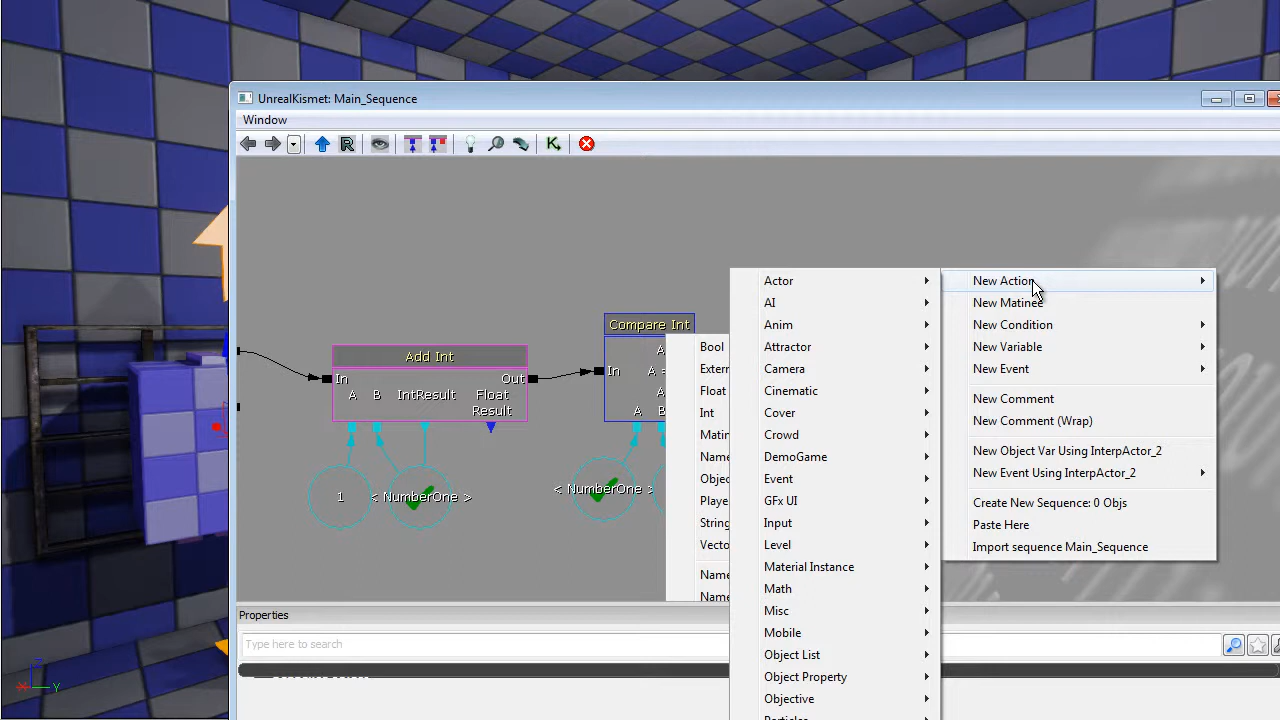 UnrealKismet: Main_Sequence
Window
Add Int
In
Out
A
B
IntResult
Float
Result
1
< NumberOne >
Compare Int
In
A
A =
A
A
B
< NumberOne >
Bool
Float
Int
Actor
AI
Anim
Attractor
Camera
Cinematic
Cover
Crowd
DemoGame
Event
GFx UI
Input
Level
Material Instance
Math
Misc
Mobile
Object List
Object Property
Objective
New Action
New Matinee
New Condition
New Variable
New Event
New Comment
New Comment (Wrap)
New Object Var Using InterpActor_2
New Event Using InterpActor_2
Create New Sequence: 0 Objs
Paste Here
Import sequence Main_Sequence
Properties
Type here to search
Z
X
Y